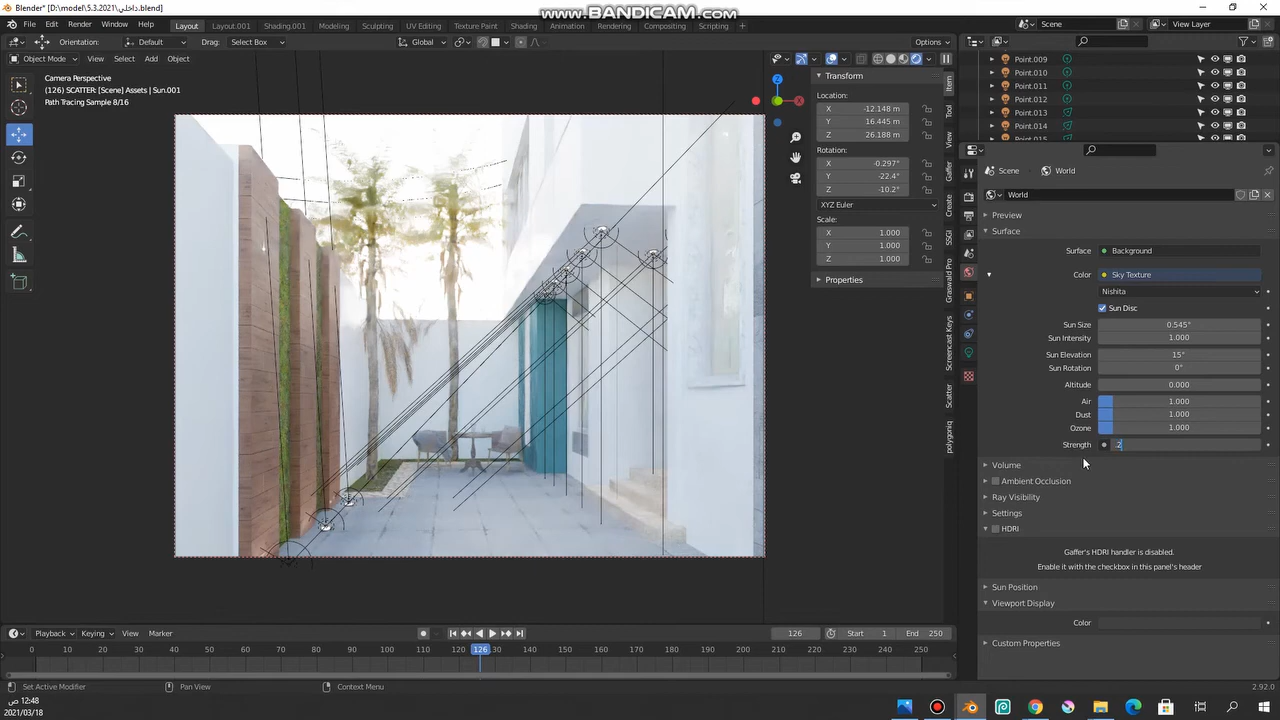 www.BANDICAM.com
Blender* [D:\model\5.3.2021\داخلي.blend]
File Edit Render Window Help
Layout Layout.001 Shading.001 Modeling Sculpting UV Editing Texture Paint Shading Animation Rendering Compositing Scripting +
Scene View Layer
Orientation: Default Drag: Select Box Global Options
Object Mode View Select Add Object
Camera Perspective
(126) SCATTER: [Scene] Assets | Sun.001
Path Tracing Sample 8/16
Z
X
Transform
Location:
X -12.148 m
Y 16.445 m
Z 26.188 m
Rotation:
X -0.297°
Y -22.4°
Z -10.2°
XYZ Euler
Scale:
X 1.000
Y 1.000
Z 1.000
Properties
Item
Tool
View
Gaffer
Create
SSGI
Graswald Pro
Screencast Keys
Scatter
polygoniq
Point.009
Point.010
Point.011
Point.012
Point.013
Point.014
Point.015
Scene World
World
Preview
Surface
Surface Background
Color Sky Texture
Nishita
Sun Disc
Sun Size 0.545°
Sun Intensity 1.000
Sun Elevation 15°
Sun Rotation 0°
Altitude 0.000
Air 1.000
Dust 1.000
Ozone 1.000
Strength .2
Volume
Ambient Occlusion
Ray Visibility
Settings
HDRI
Gaffer's HDRI handler is disabled.
Enable it with the checkbox in this panel's header
Sun Position
Viewport Display
Color
Custom Properties
Playback Keying View Marker
126 Start 1 End 250
0 10 20 30 40 50 60 70 80 90 100 110 120 126 130 140 150 160 170 180 190 200 210 220 230 240 250
Set Active Modifier Pan View Context Menu 2.92.0
12:48 ص
2021/03/18